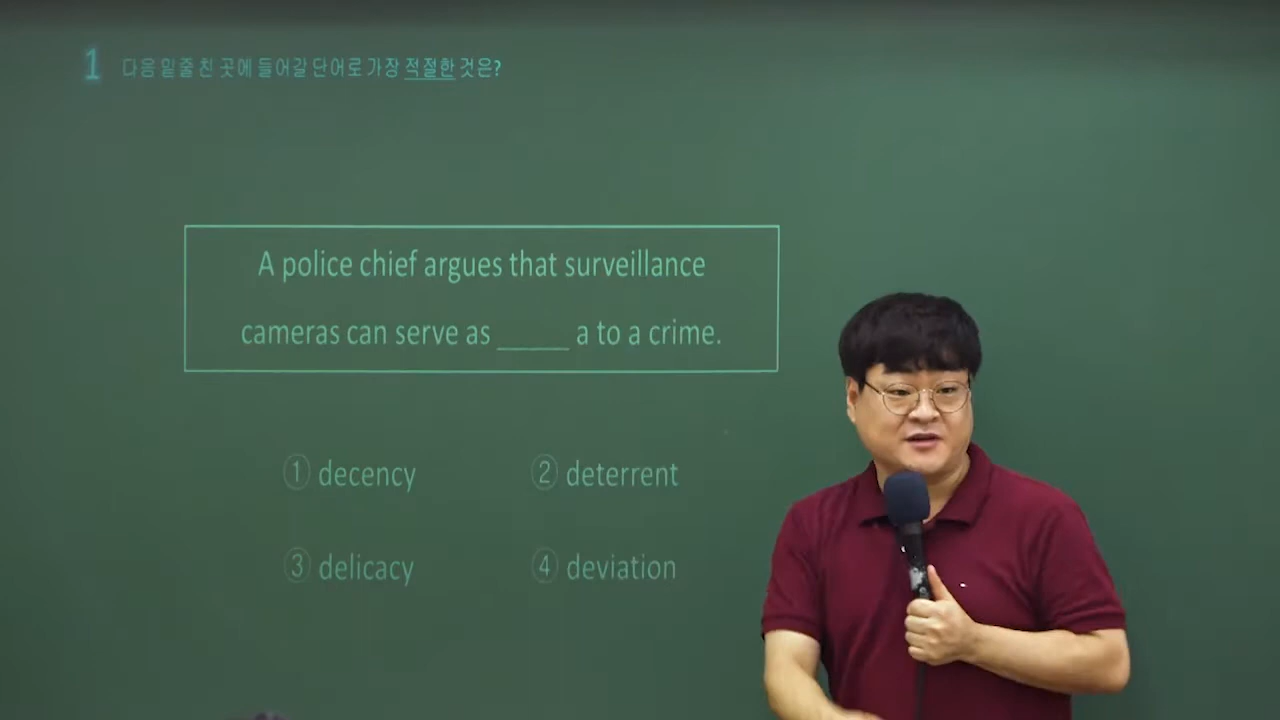 1 다음 밑줄 친 곳에 들어갈 단어로 가장 적절한 것은?
A police chief argues that surveillance
cameras can serve as _____ a to a crime.
① decency ② deterrent
③ delicacy ④ deviation